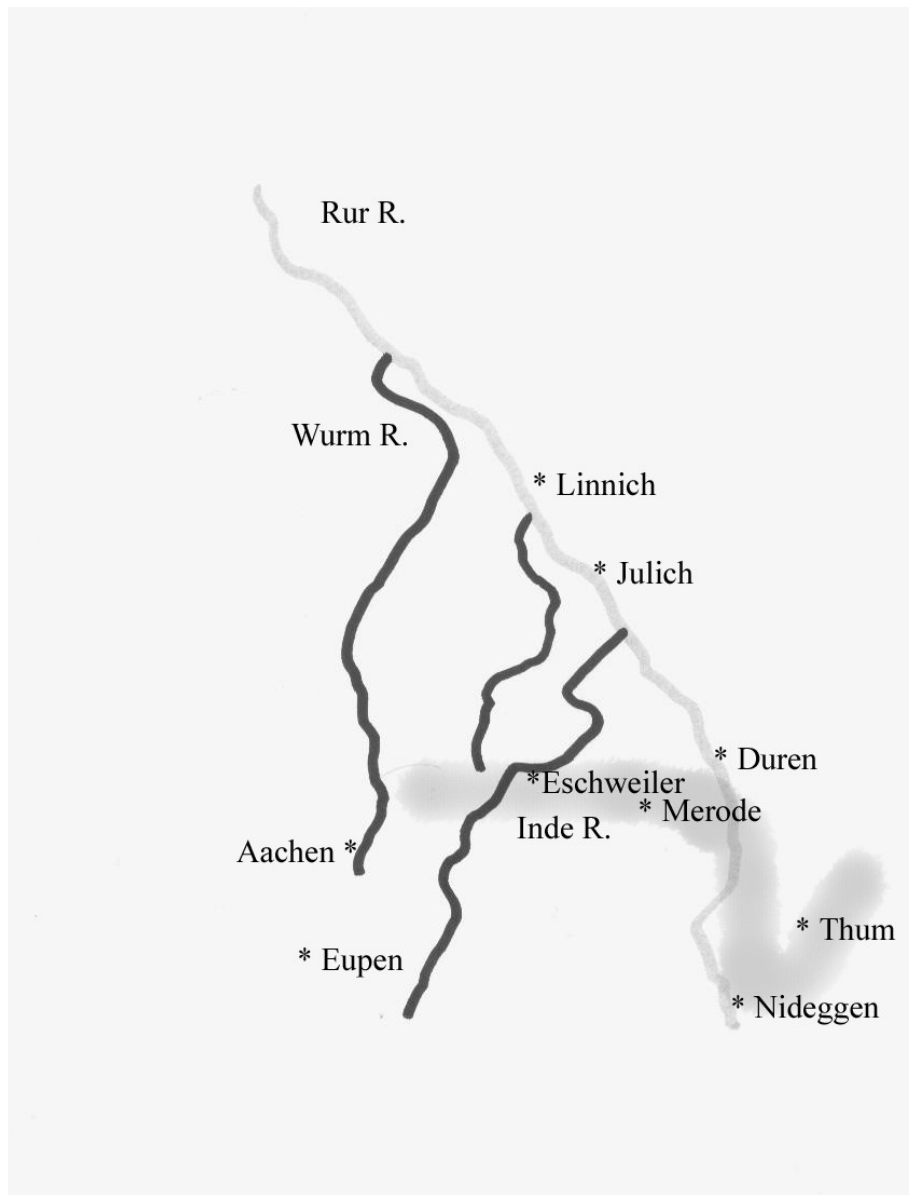 Rur R.
Wurm R.
* Linnich
* Julich
* Duren
*Eschweiler
* Merode
Inde R.
Aachen *
* Thum
* Eupen
* Nideggen